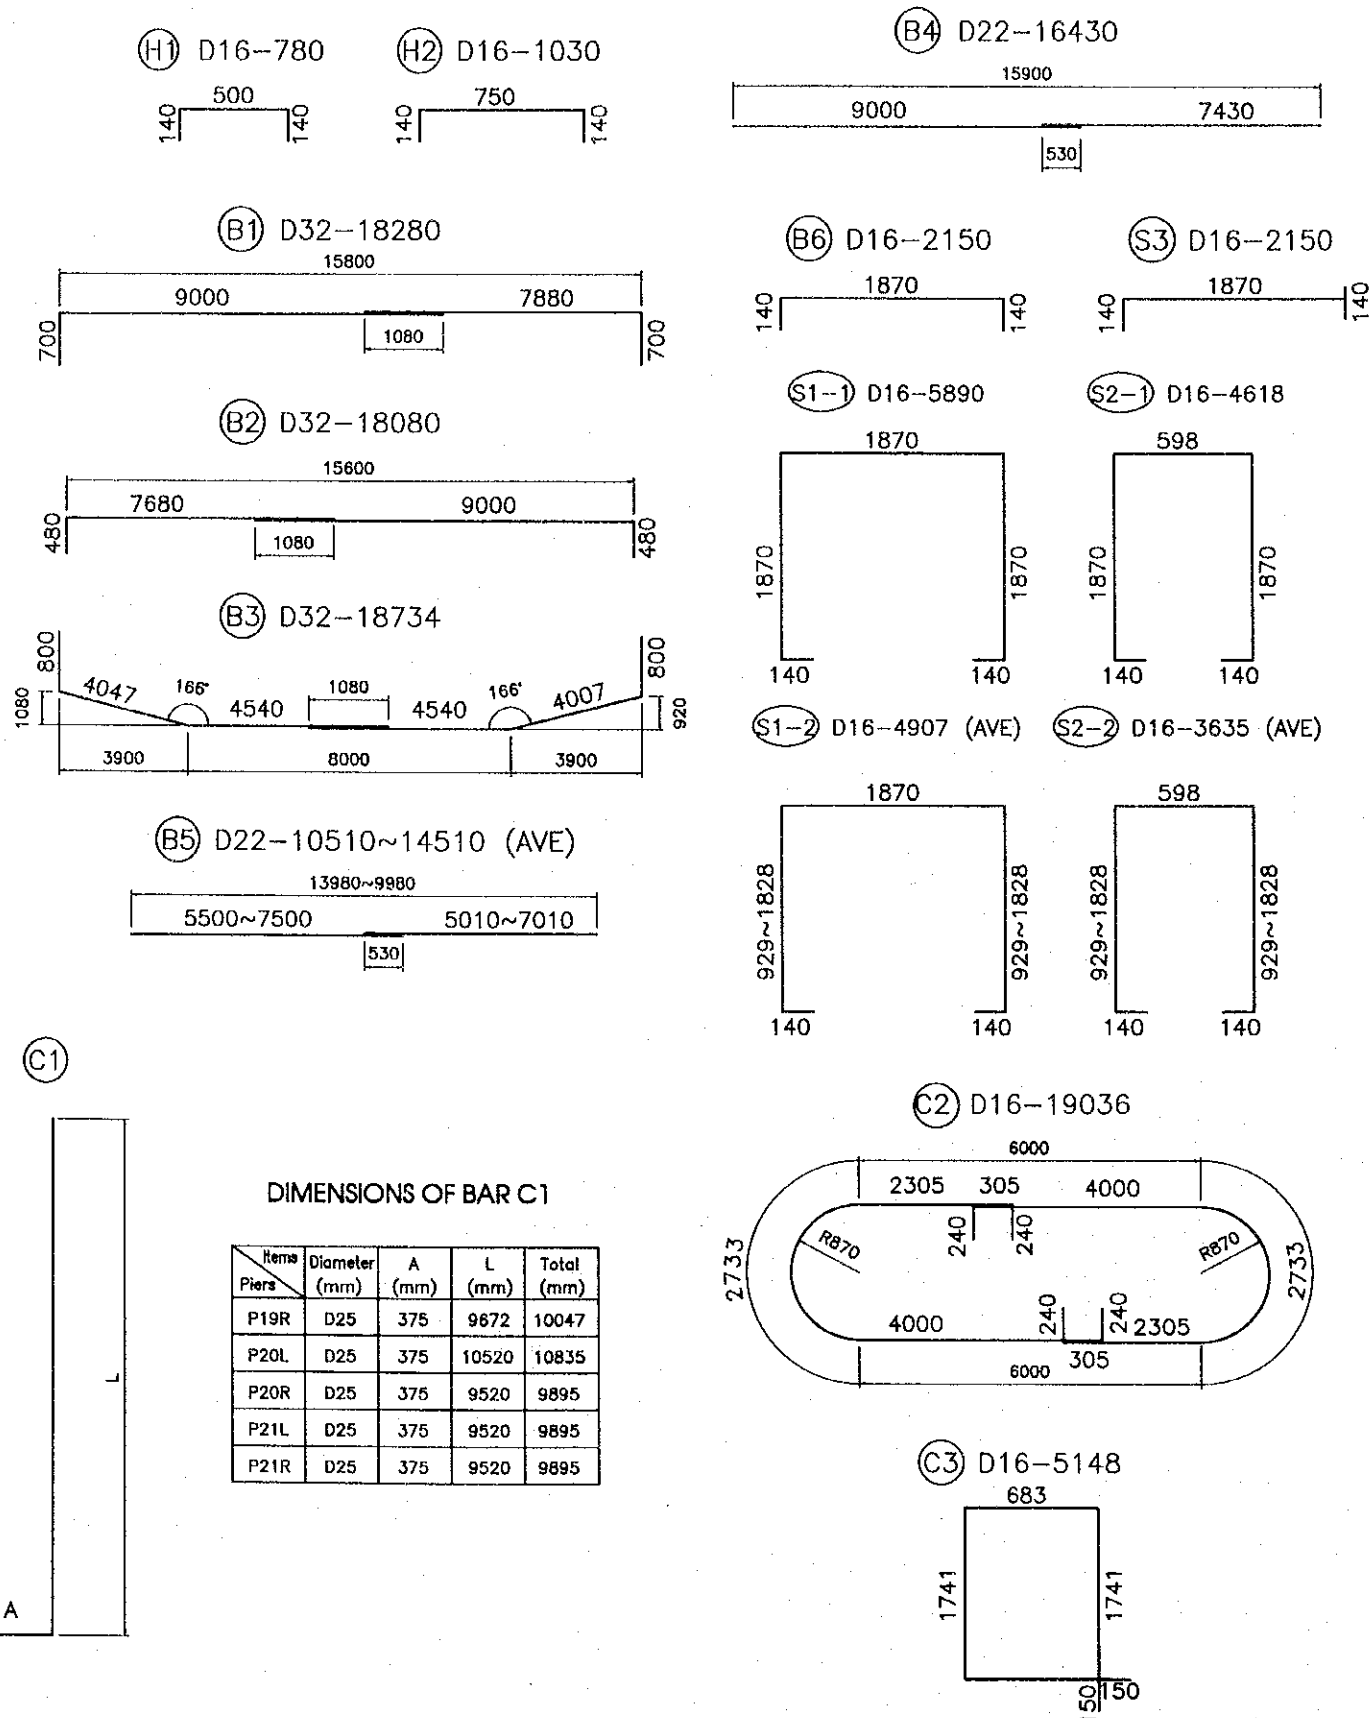 H1 D16-780
500
140
140
H2 D16-1030
750
140
140
B4 D22-16430
15900
9000
7430
530
B1 D32-18280
15800
9000
7880
700
1080
700
B6 D16-2150
1870
140
140
S3 D16-2150
1870
140
140
B2 D32-18080
15600
7680
9000
480
1080
480
S1-1 D16-5890
1870
1870
1870
140
140
S2-1 D16-4618
598
1870
1870
140
140
B3 D32-18734
800
800
4047
166°
1080
166°
4007
1080
4540
4540
920
3900
8000
3900
S1-2 D16-4907 (AVE)
1870
929~1828
929~1828
140
140
S2-2 D16-3635 (AVE)
598
929~1828
929~1828
140
140
B5 D22-10510~14510 (AVE)
13980~9980
5500~7500
5010~7010
530
C1
L
A
DIMENSIONS OF BAR C1
Items Piers Diameter (mm) A (mm) L (mm) Total (mm)
P19R D25 375 9672 10047
P20L D25 375 10520 10835
P20R D25 375 9520 9895
P21L D25 375 9520 9895
P21R D25 375 9520 9895
C2 D16-19036
6000
2305 305 4000
240
240
R870
R870
2733
2733
4000
240
240
2305
305
6000
C3 D16-5148
683
1741
1741
150